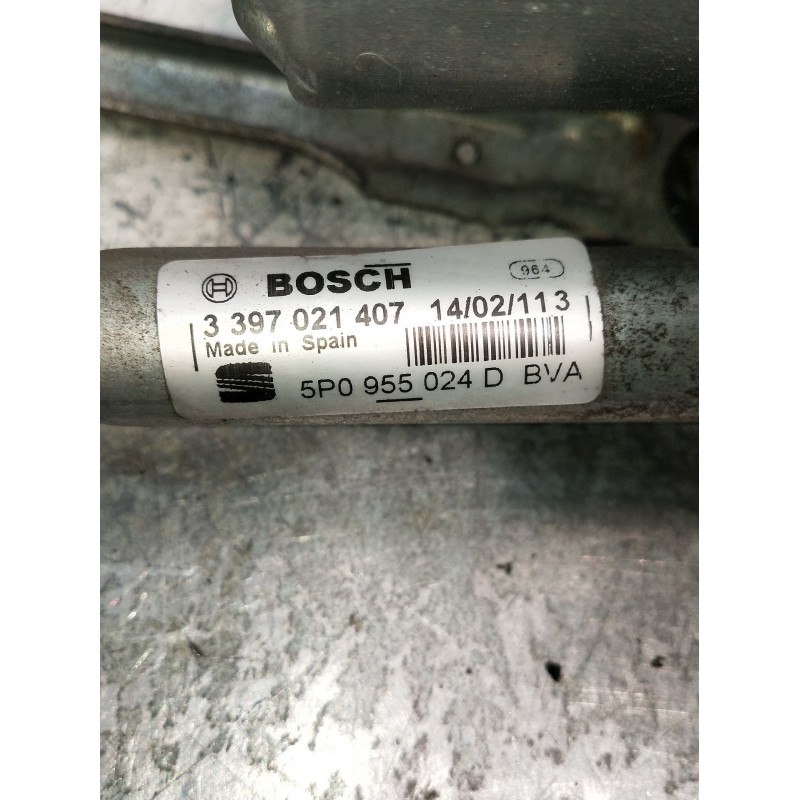 BOSCH
964
3 397 021 407 14/02/11 3
Made in Spain
5P0 955 024 D BVA